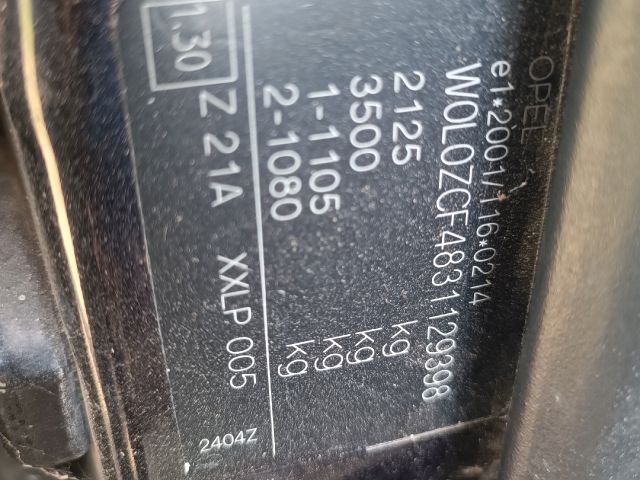 OPEL
e1*2001/116*0214
W0L0ZCF4831129398
2125 kg
3500 kg
1-1105 kg
2-1080 kg
1.30 Z 21A XXLP 005
2404Z